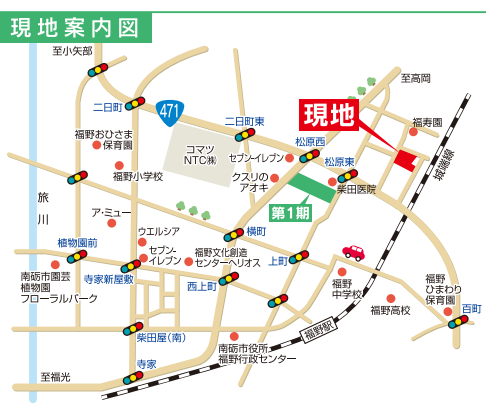 現地案内図
至小矢部
至高岡
二日町
471
二日町東
現地
福寿園
福野おひさま
保育園
コマツ
NTC㈱
セブン-イレブン
松原西
松原東
城端線
福野小学校
クスリの
アオキ
柴田医院
旅川
ア・ミュー
第1期
植物園前
ウエルシア
横町
セブン-
イレブン
福野文化創造
センターヘリオス
上町
南砺市園芸
植物園
フローラルパーク
寺家新屋敷
西上町
福野
中学校
福野
ひまわり
保育園
福野高校
百町
柴田屋(南)
福野駅
南砺市役所
福野行政センター
寺家
至福光